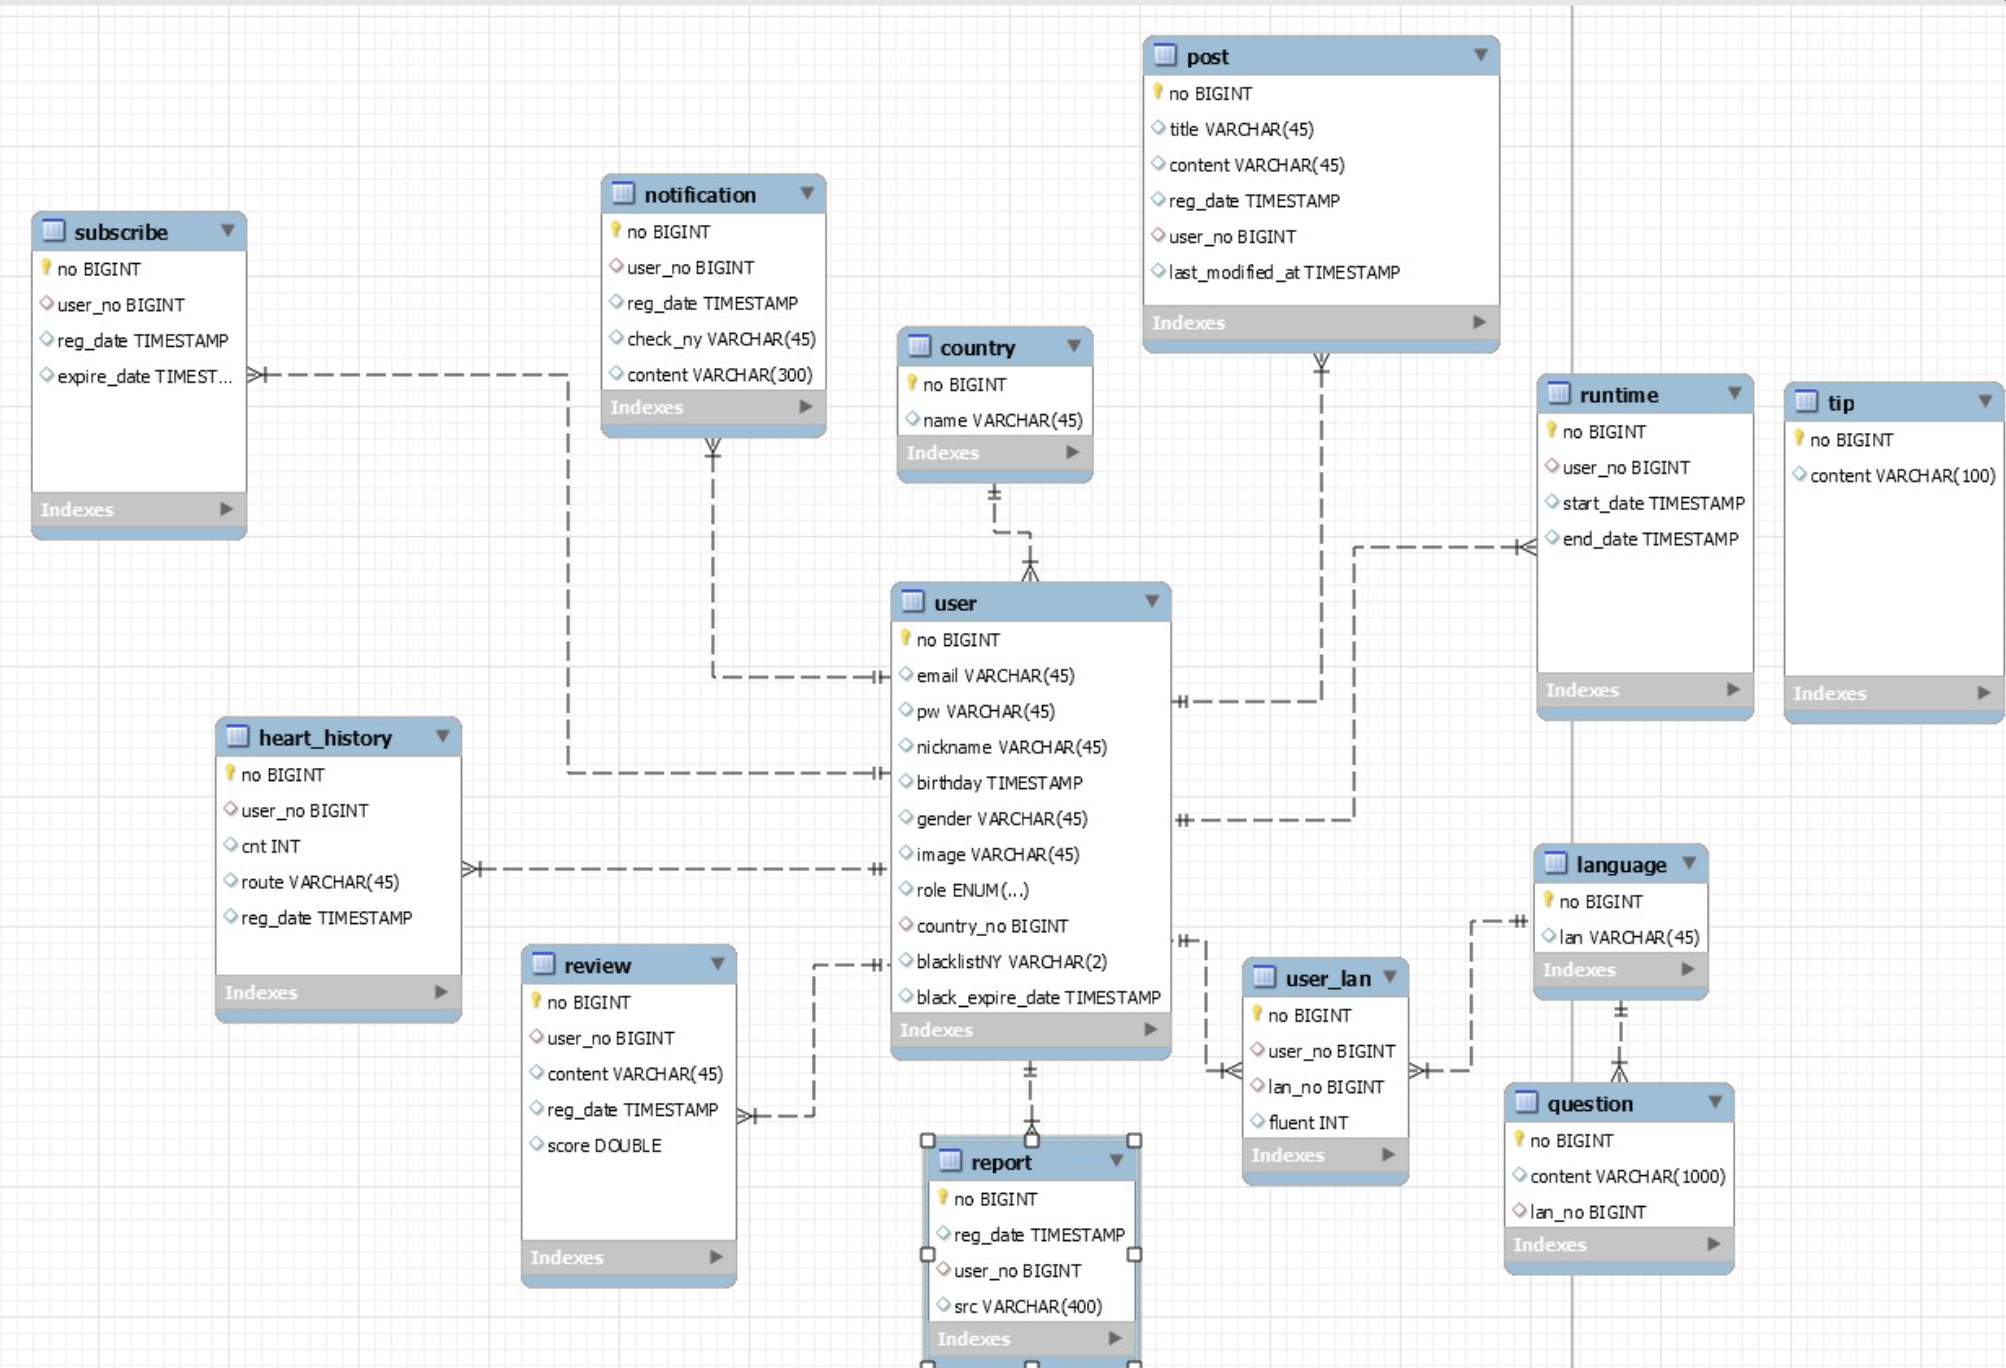 post
no BIGINT
title VARCHAR(45)
content VARCHAR(45)
reg_date TIMESTAMP
user_no BIGINT
last_modified_at TIMESTAMP
Indexes
notification
no BIGINT
user_no BIGINT
reg_date TIMESTAMP
check_ny VARCHAR(45)
content VARCHAR(300)
Indexes
subscribe
no BIGINT
user_no BIGINT
reg_date TIMESTAMP
expire_date TIMEST...
Indexes
country
no BIGINT
name VARCHAR(45)
Indexes
runtime
no BIGINT
user_no BIGINT
start_date TIMESTAMP
end_date TIMESTAMP
Indexes
tip
no BIGINT
content VARCHAR(100)
Indexes
user
no BIGINT
email VARCHAR(45)
pw VARCHAR(45)
nickname VARCHAR(45)
birthday TIMESTAMP
gender VARCHAR(45)
image VARCHAR(45)
role ENUM(...)
country_no BIGINT
blacklistNY VARCHAR(2)
black_expire_date TIMESTAMP
Indexes
heart_history
no BIGINT
user_no BIGINT
cnt INT
route VARCHAR(45)
reg_date TIMESTAMP
Indexes
review
no BIGINT
user_no BIGINT
content VARCHAR(45)
reg_date TIMESTAMP
score DOUBLE
Indexes
language
no BIGINT
lan VARCHAR(45)
Indexes
user_lan
no BIGINT
user_no BIGINT
lan_no BIGINT
fluent INT
Indexes
question
no BIGINT
content VARCHAR(1000)
lan_no BIGINT
Indexes
report
no BIGINT
reg_date TIMESTAMP
user_no BIGINT
src VARCHAR(400)
Indexes